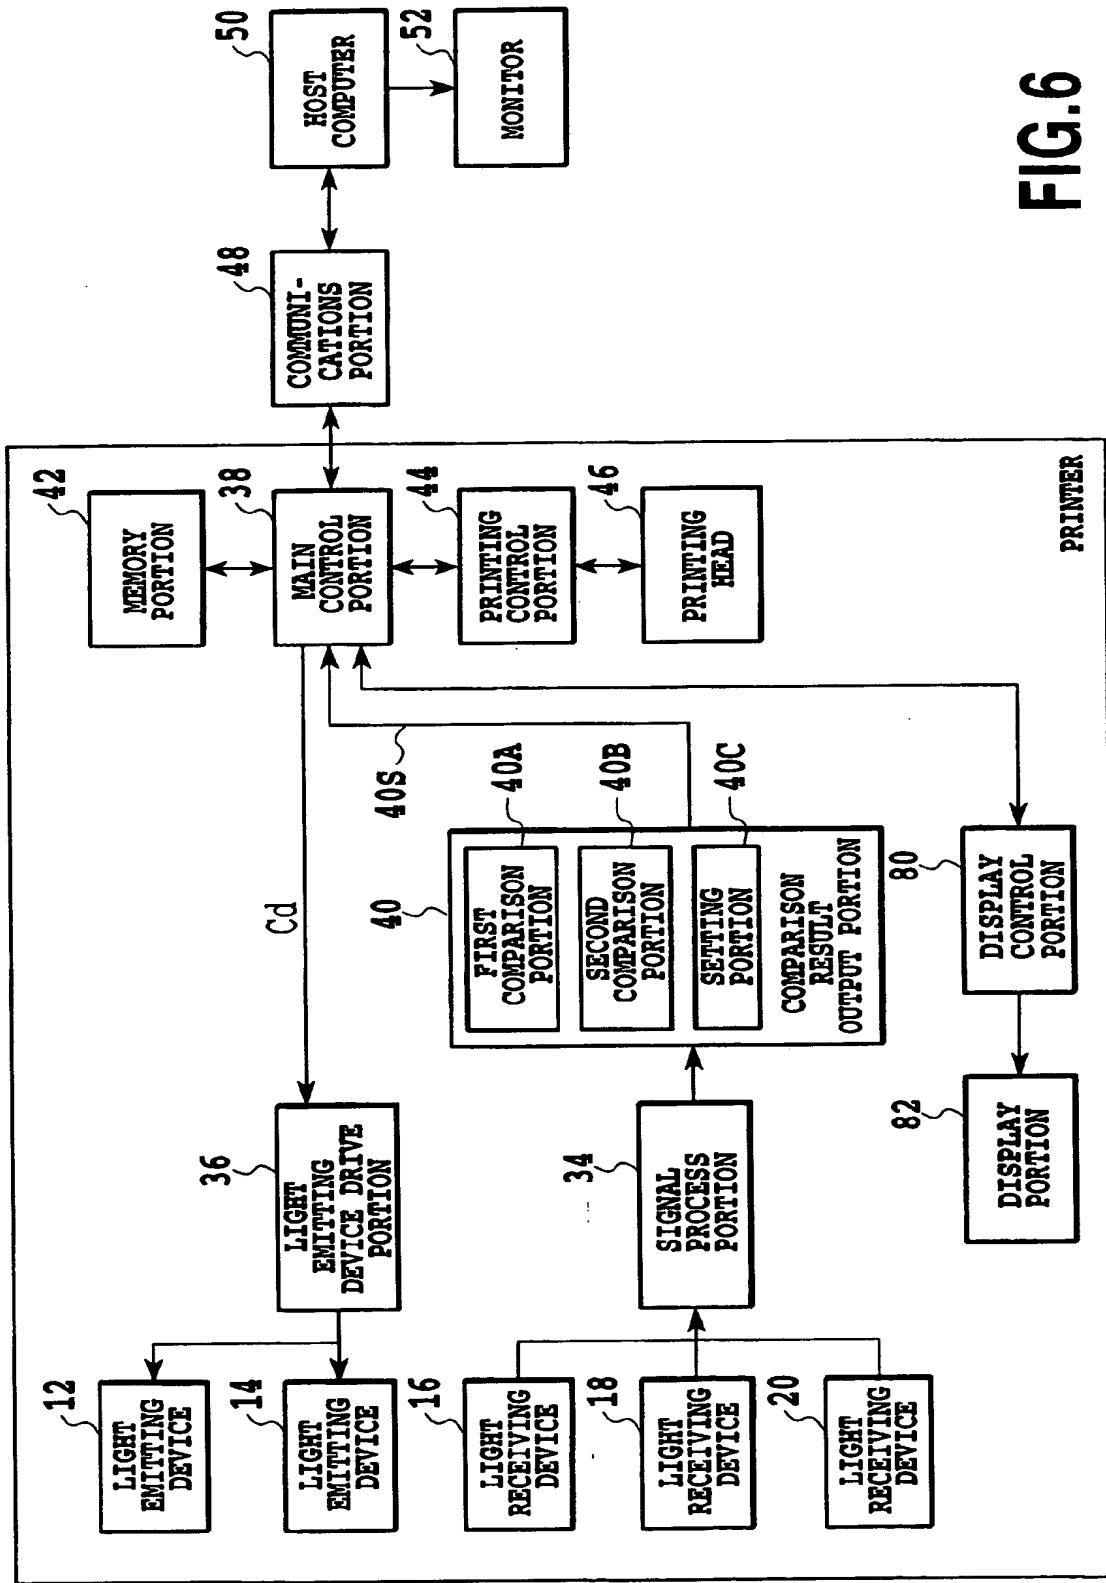 12
LIGHT
EMITTING
DEVICE
14
LIGHT
EMITTING
DEVICE
16
LIGHT
RECEIVING
DEVICE
18
LIGHT
RECEIVING
DEVICE
20
LIGHT
RECEIVING
DEVICE
36
LIGHT
EMITTING
DEVICE DRIVE
PORTION
34
SIGNAL
PROCESS
PORTION
82
DISPLAY
PORTION
Cd
40
FIRST
COMPARISON
PORTION
40A
SECOND
COMPARISON
PORTION
40B
SETTING
PORTION
40C
COMPARISON
RESULT
OUTPUT PORTION
40S
80
DISPLAY
CONTROL
PORTION
42
MEMORY
PORTION
38
MAIN
CONTROL
PORTION
44
PRINTING
CONTROL
PORTION
46
PRINTING
HEAD
PRINTER
48
COMMUNI-
CATIONS
PORTION
50
HOST
COMPUTER
52
MONITOR
FIG.6